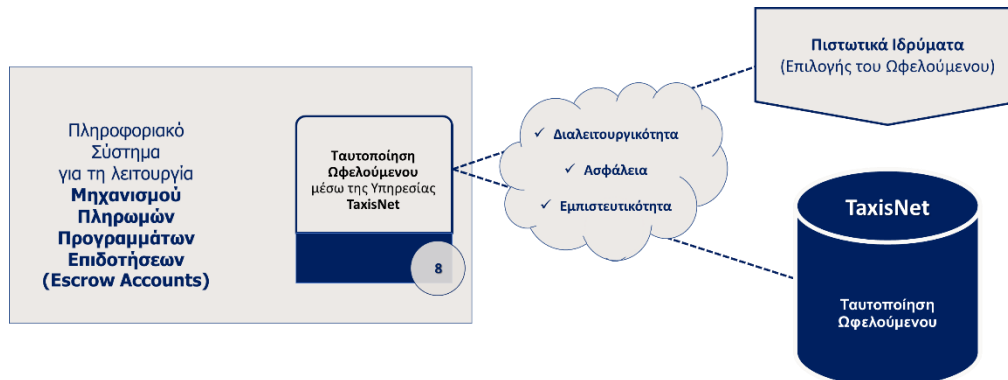 Πληροφοριακό
Σύστημα
για τη λειτουργία
Μηχανισμού
Πληρωμών
Προγραμμάτων
Επιδοτήσεων
(Escrow Accounts)
Ταυτοποίηση
Ωφελούμενου
μέσω της Υπηρεσίας
TaxisNet
8
✓ Διαλειτουργικότητα
✓ Ασφάλεια
✓ Εμπιστευτικότητα
Πιστωτικά Ιδρύματα
(Επιλογής του Ωφελούμενου)
TaxisNet
Ταυτοποίηση
Ωφελούμενου